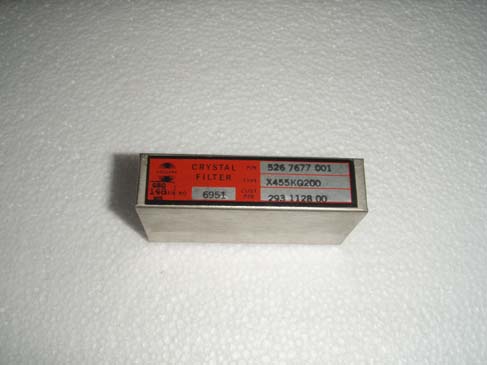 CRYSTAL
FILTER
P/N 526 7677 001
TYPE X455KQ200
6951
CUST P/N 293 1128 00